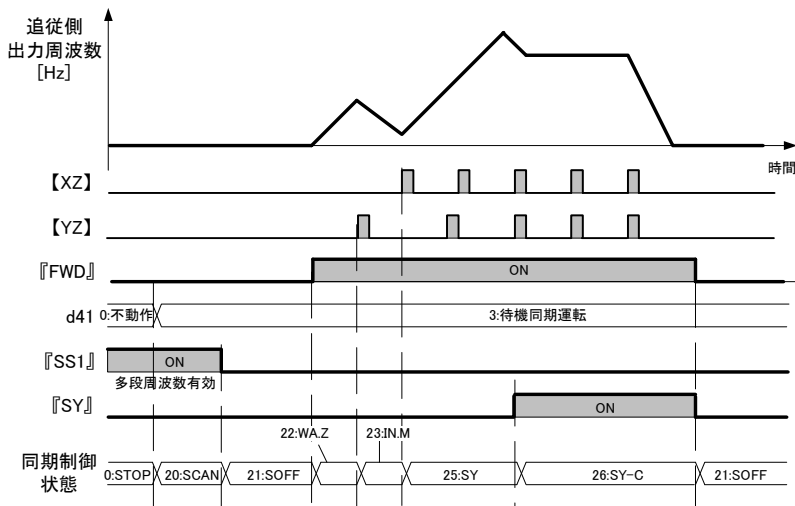 追従側
出力周波数
[Hz]
時間
【XZ】
【YZ】
『FWD』
ON
d41
0:不動作
3:待機同期運転
『SS1』
ON
多段周波数有効
『SY』
ON
22:WA.Z
23:IN.M
同期制御
状態
0:STOP
20:SCAN
21:SOFF
25:SY
26:SY-C
21:SOFF